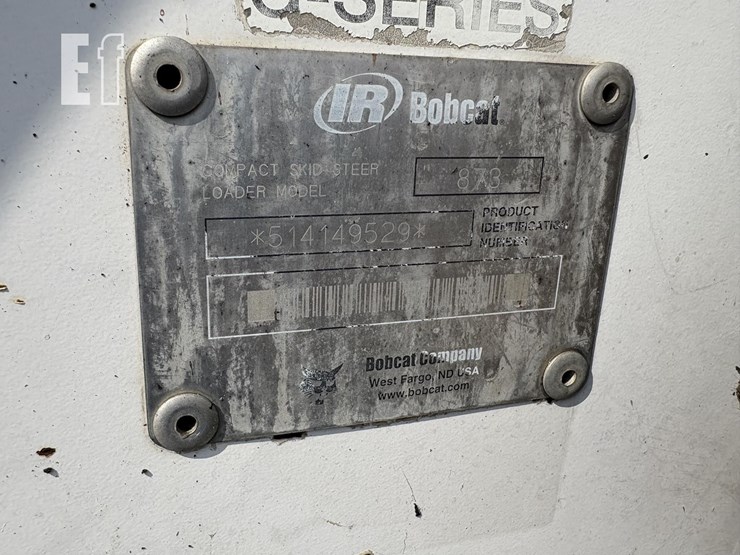 G-SERIES
Ef
IR Bobcat
COMPACT SKID-STEER
LOADER MODEL
873
*514149529*
PRODUCT
IDENTIFICATION
NUMBER
Bobcat Company
West Fargo, ND USA
www.bobcat.com